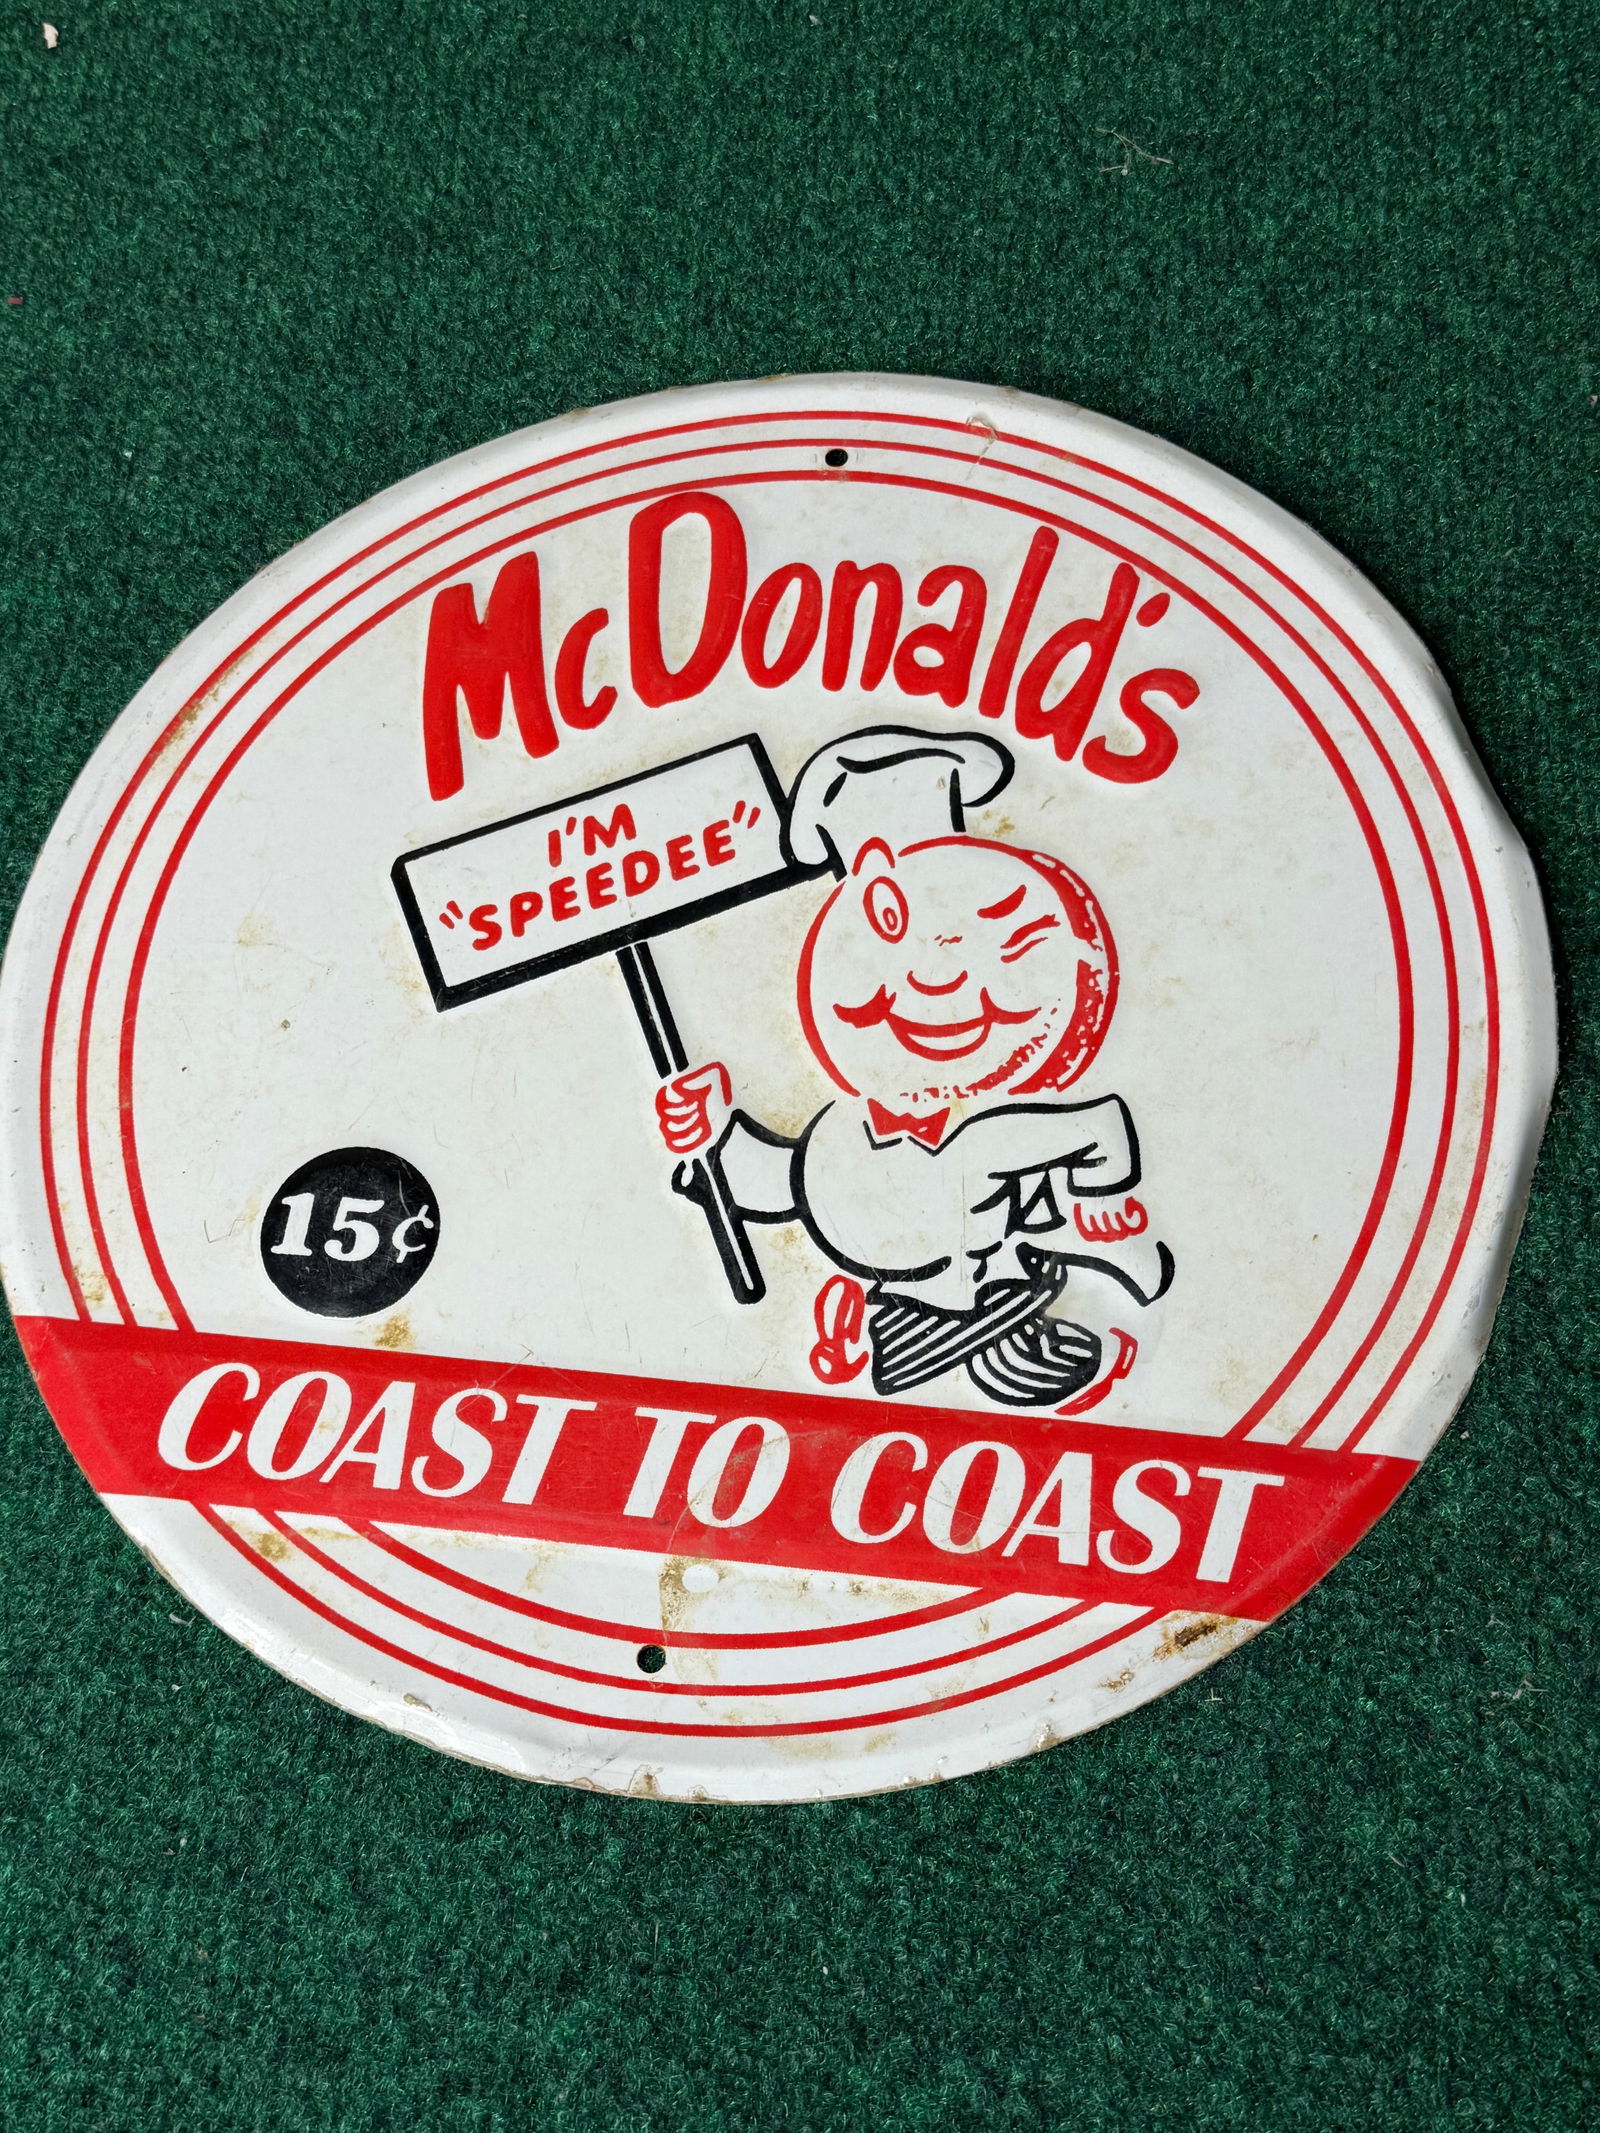 McDonald's
I'M
"SPEEDEE"
15¢
COAST TO COAST